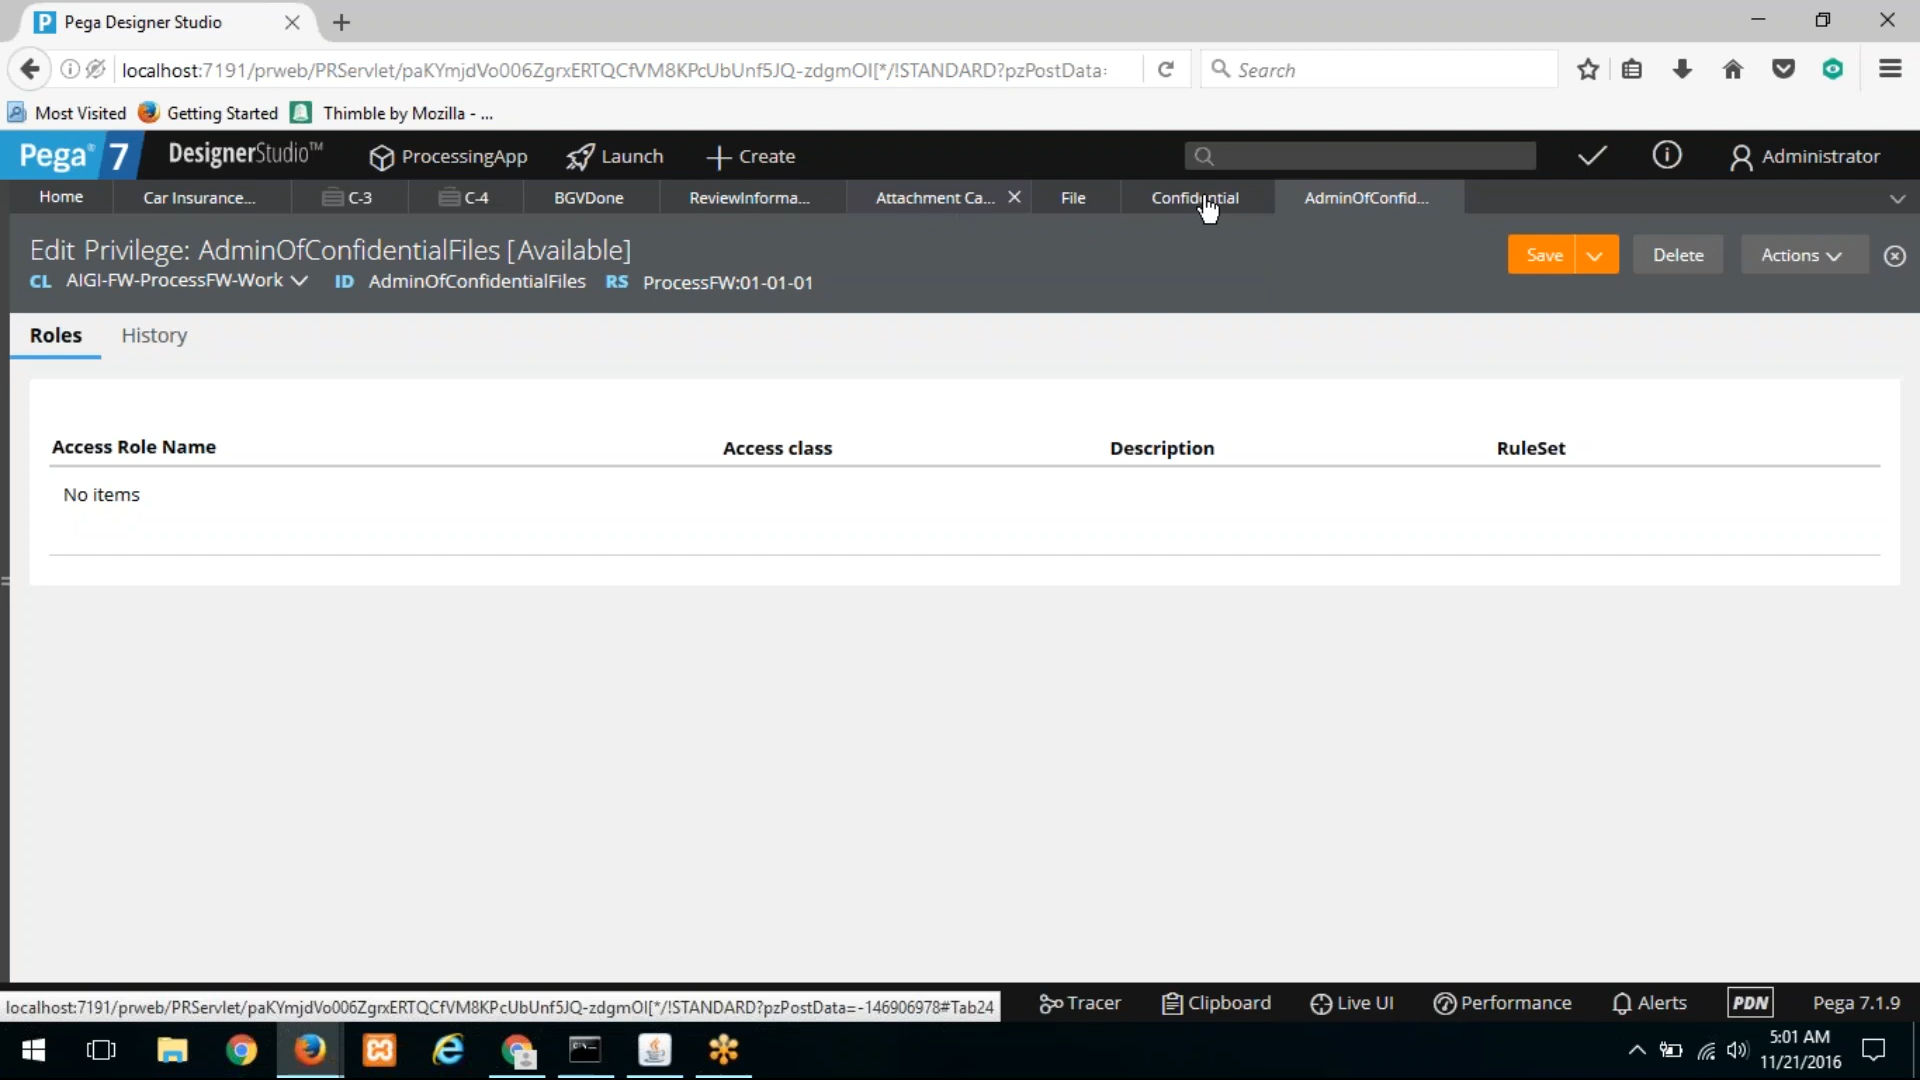 Pega Designer Studio
localhost:7191/prweb/PRServlet/paKYmjdVo006ZgrxERTQCfVM8KPcUbUnf5JQ-zdgmOI[*/!STANDARD?pzPostData:
Search
Most Visited Getting Started Thimble by Mozilla - ...
Pega® 7 DesignerStudio™ ProcessingApp Launch Create Administrator
Home Car Insurance... C-3 C-4 BGVDone ReviewInforma... Attachment Ca... File Confidential AdminOfConfid...
Edit Privilege: AdminOfConfidentialFiles [Available]
Save Delete Actions
CL AIGI-FW-ProcessFW-Work ID AdminOfConfidentialFiles RS ProcessFW:01-01-01
Roles History
Access Role Name Access class Description RuleSet
No items
localhost:7191/prweb/PRServlet/paKYmjdVo006ZgrxERTQCfVM8KPcUbUnf5JQ-zdgmOI[*/!STANDARD?pzPostData=-146906978#Tab24
Tracer Clipboard Live UI Performance Alerts PDN Pega 7.1.9
5:01 AM
11/21/2016